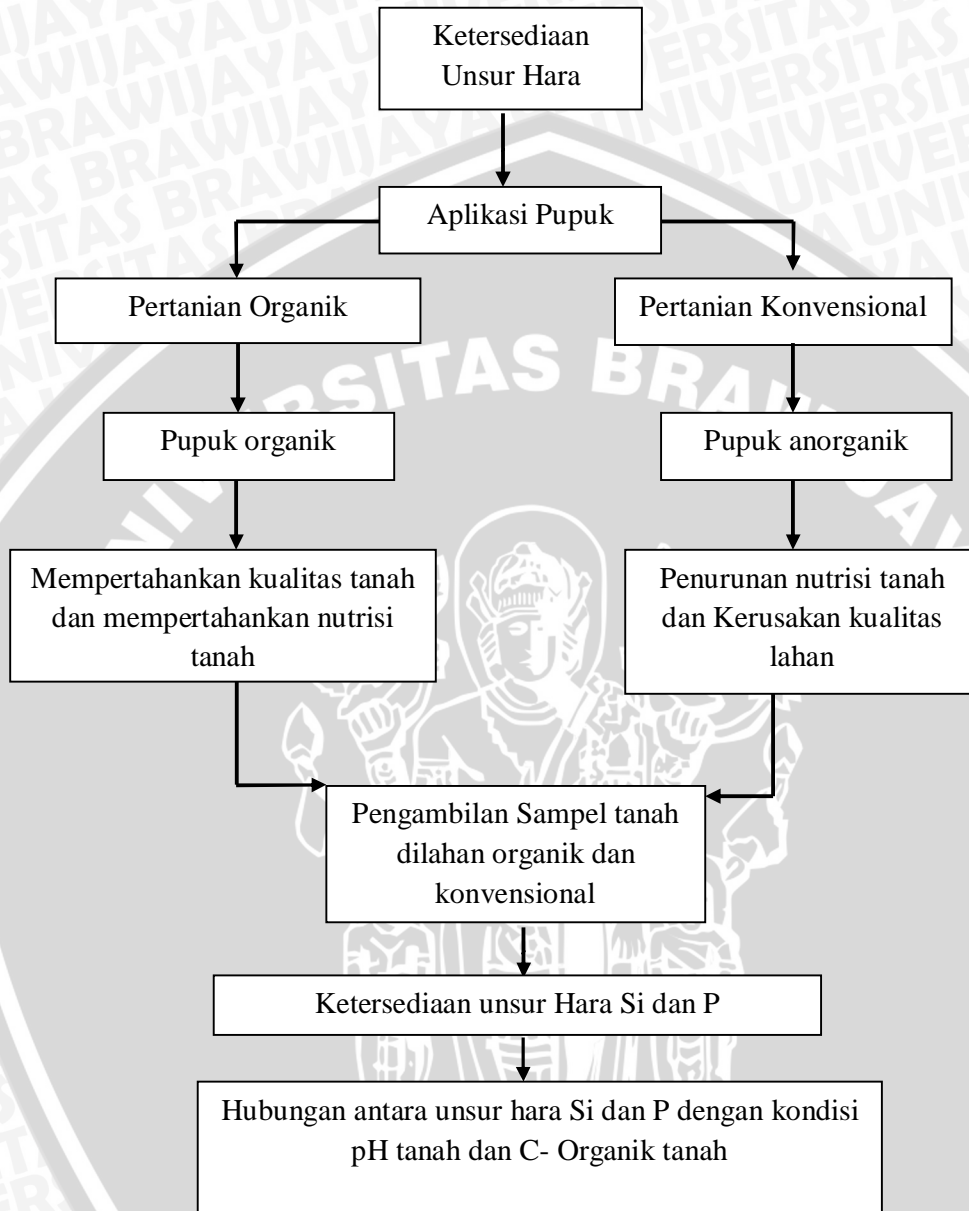 Ketersediaan
Unsur Hara
Aplikasi Pupuk
Pertanian Organik
Pertanian Konvensional
Pupuk organik
Pupuk anorganik
Mempertahankan kualitas tanah
dan mempertahankan nutrisi
tanah
Penurunan nutrisi tanah
dan Kerusakan kualitas
lahan
Pengambilan Sampel tanah
dilahan organik dan
konvensional
Ketersediaan unsur Hara Si dan P
Hubungan antara unsur hara Si dan P dengan kondisi
pH tanah dan C- Organik tanah